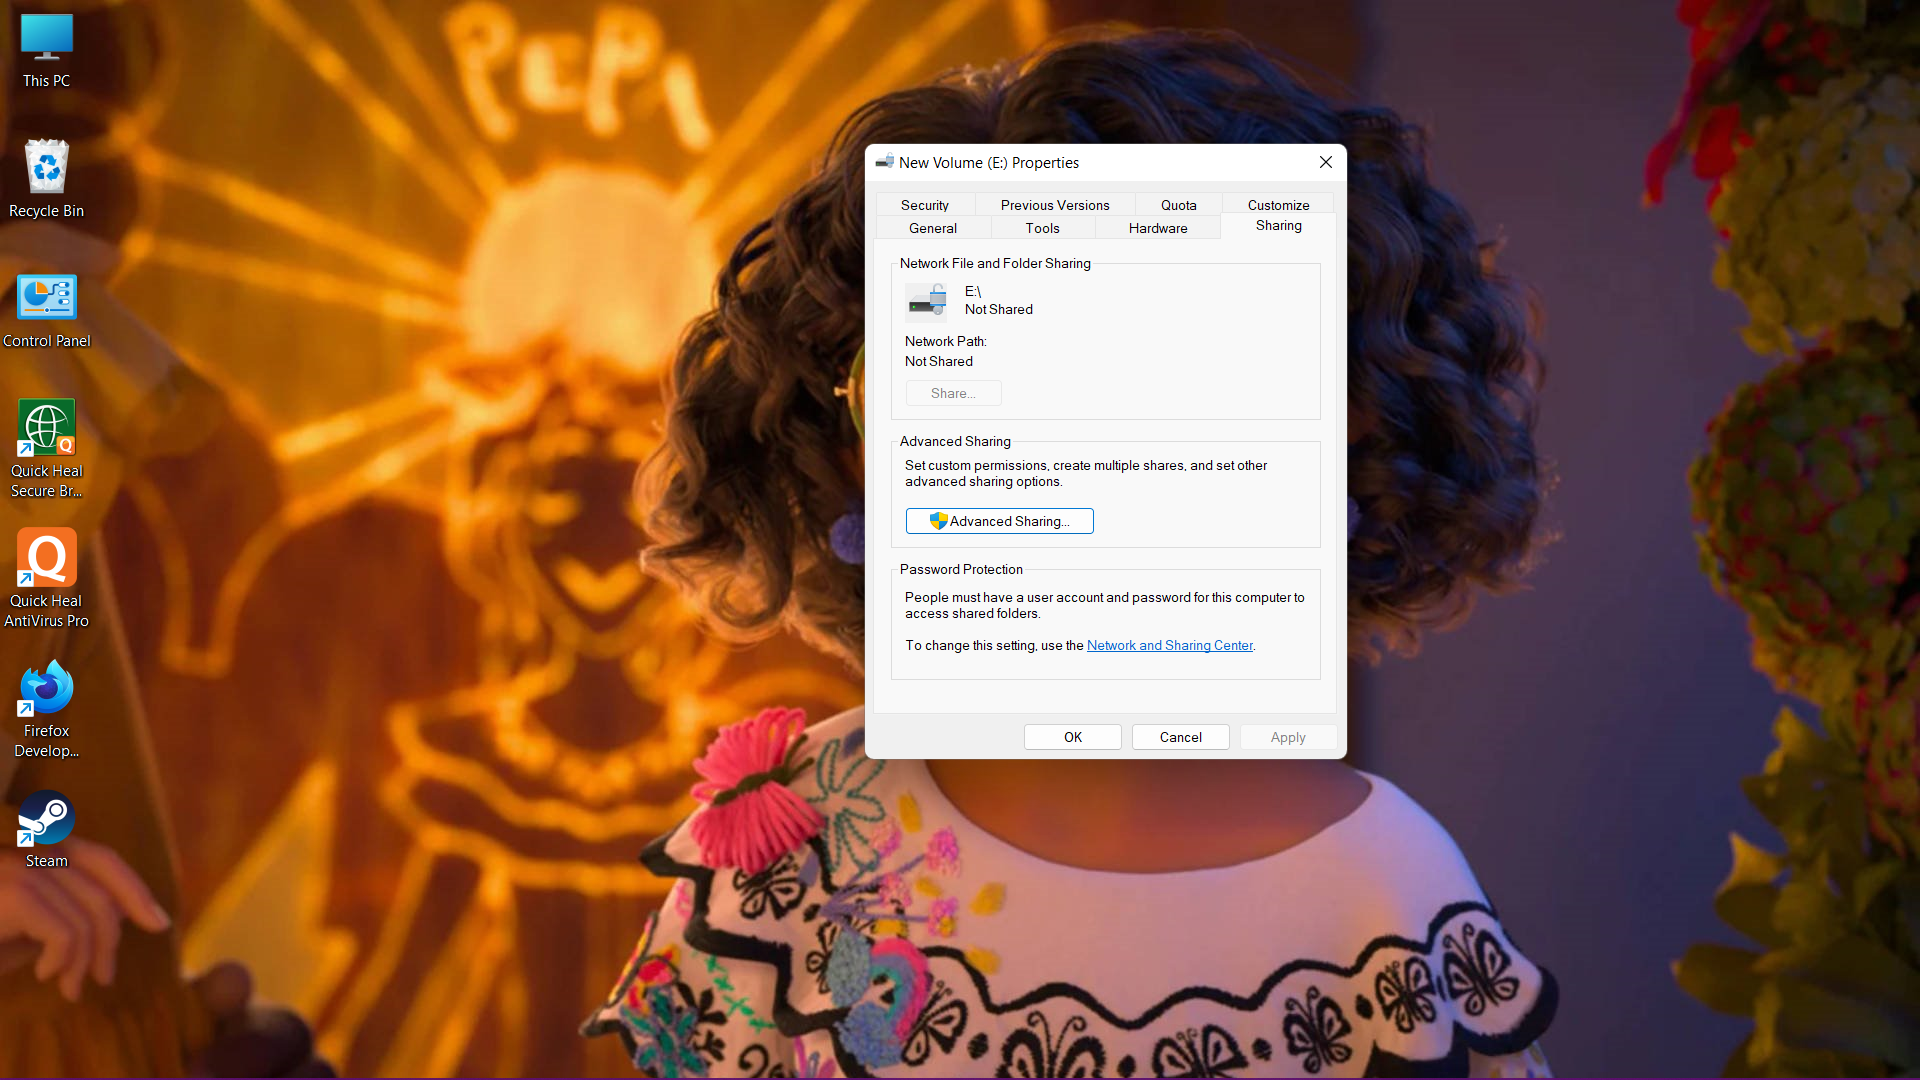 PEPI
This PC
Recycle Bin
Control Panel
Quick Heal
Secure Br...
Quick Heal
AntiVirus Pro
Firefox
Develop...
Steam
New Volume (E:) Properties
Security
Previous Versions
Quota
Customize
General
Tools
Hardware
Sharing
Network File and Folder Sharing
E:\
Not Shared
Network Path:
Not Shared
Share...
Advanced Sharing
Set custom permissions, create multiple shares, and set other
advanced sharing options.
Advanced Sharing...
Password Protection
People must have a user account and password for this computer to
access shared folders.
To change this setting, use the Network and Sharing Center.
OK
Cancel
Apply